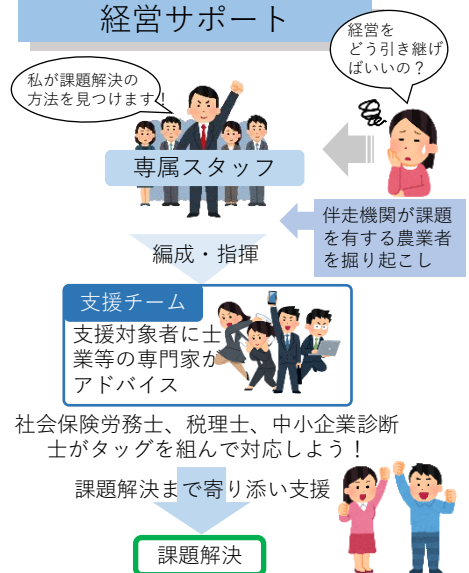 経営サポート
経営を
どう引き継げ
ばいいの？
私が課題解決の
方法を見つけます！
専属スタッフ
伴走機関が課題
を有する農業者
を掘り起こし
編成・指揮
支援チーム
支援対象者に士
業等の専門家が
アドバイス
社会保険労務士、税理士、中小企業診断
士がタッグを組んで対応しよう！
課題解決まで寄り添い支援
課題解決